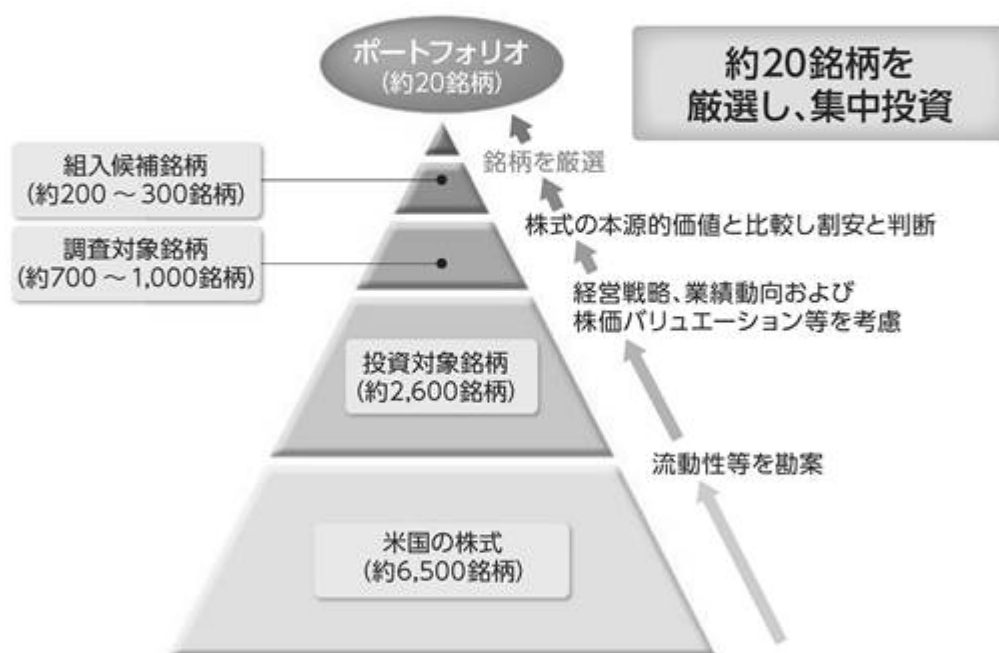 ポートフォリオ
(約20銘柄)
約20銘柄を
厳選し、集中投資
銘柄を厳選
組入候補銘柄
(約200 ～ 300銘柄)
株式の本源的価値と比較し割安と判断
調査対象銘柄
(約700 ～ 1,000銘柄)
経営戦略、業績動向および
株価バリュエーション等を考慮
投資対象銘柄
(約2,600銘柄)
流動性等を勘案
米国の株式
(約6,500銘柄)